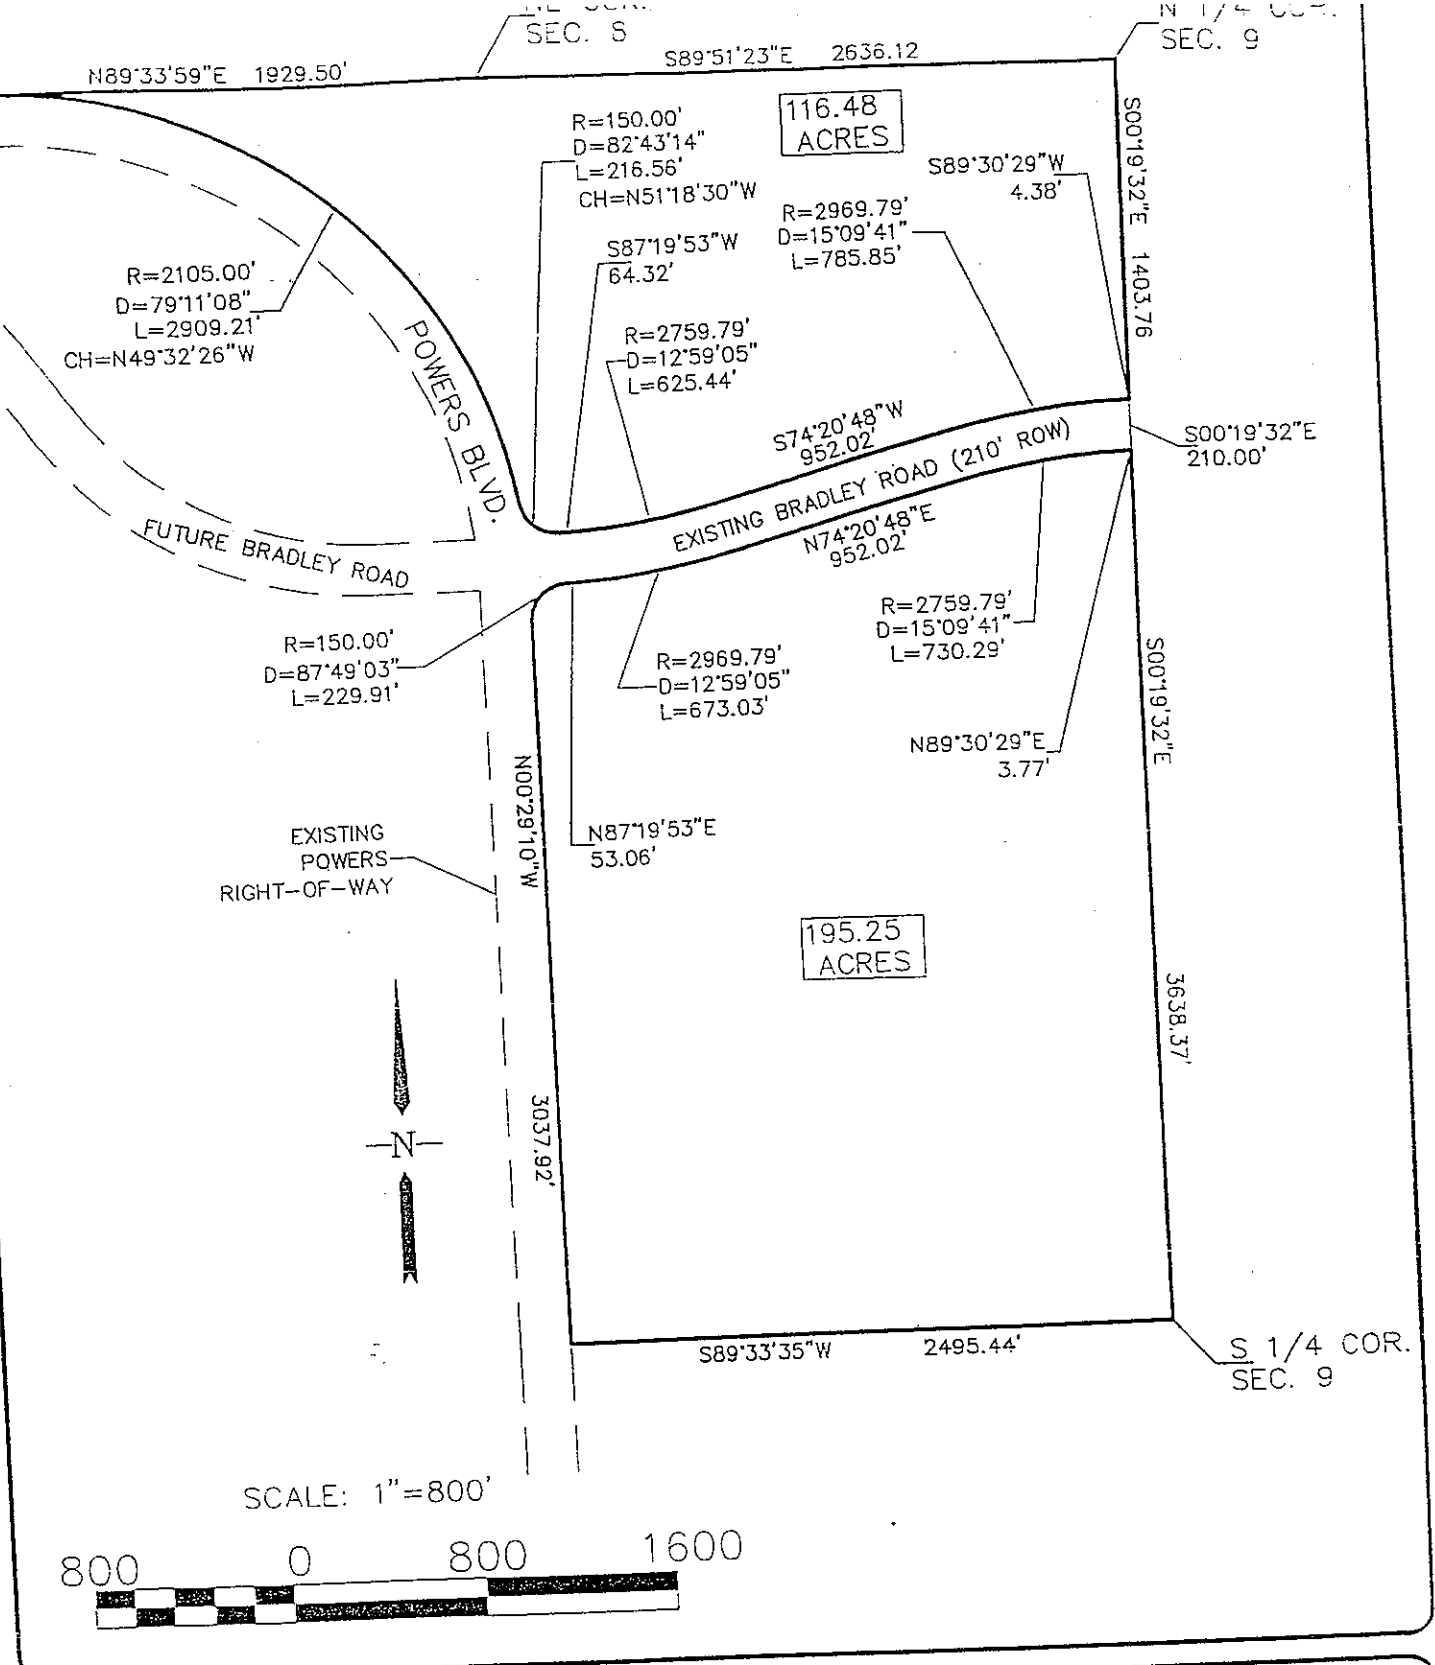 SEC. 8
SEC. 9
N89°33'59"E 1929.50'
S89°51'23"E 2636.12
116.48
ACRES
R=150.00'
D=82°43'14"
L=216.56'
CH=N51°18'30"W
S89°30'29"W
4.38'
S00°19'32"E 1403.76
R=2969.79'
D=15°09'41"
L=785.85'
S87°19'53"W
64.32'
R=2105.00'
D=79°11'08"
L=2909.21'
CH=N49°32'26"W
R=2759.79'
D=12°59'05"
L=625.44'
POWERS BLVD.
S74°20'48"W
952.02'
S00°19'32"E
210.00'
EXISTING BRADLEY ROAD (210' ROW)
N74°20'48"E
952.02'
FUTURE BRADLEY ROAD
R=150.00'
D=87°49'03"
L=229.91'
R=2969.79'
D=12°59'05"
L=673.03'
R=2759.79'
D=15°09'41"
L=730.29'
S00°19'32"E
3638.37'
N89°30'29"E
3.77'
N00°29'10"W
3037.92'
N87°19'53"E
53.06'
EXISTING
POWERS
RIGHT-OF-WAY
195.25
ACRES
N
S89°33'35"W 2495.44'
S 1/4 COR.
SEC. 9
SCALE: 1"=800'
800 0 800 1600